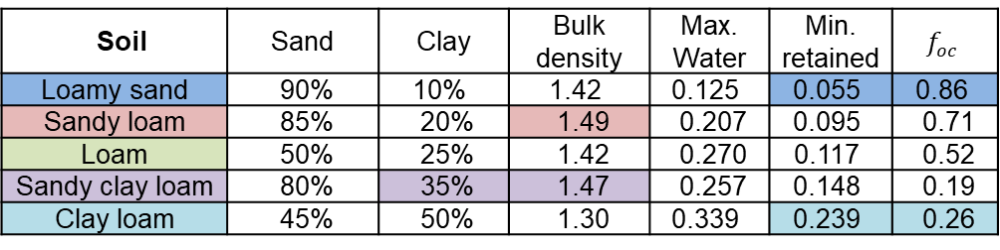 Soil Sand Clay Bulk density Max. Water Min. retained f_oc
Loamy sand 90% 10% 1.42 0.125 0.055 0.86
Sandy loam 85% 20% 1.49 0.207 0.095 0.71
Loam 50% 25% 1.42 0.270 0.117 0.52
Sandy clay loam 80% 35% 1.47 0.257 0.148 0.19
Clay loam 45% 50% 1.30 0.339 0.239 0.26